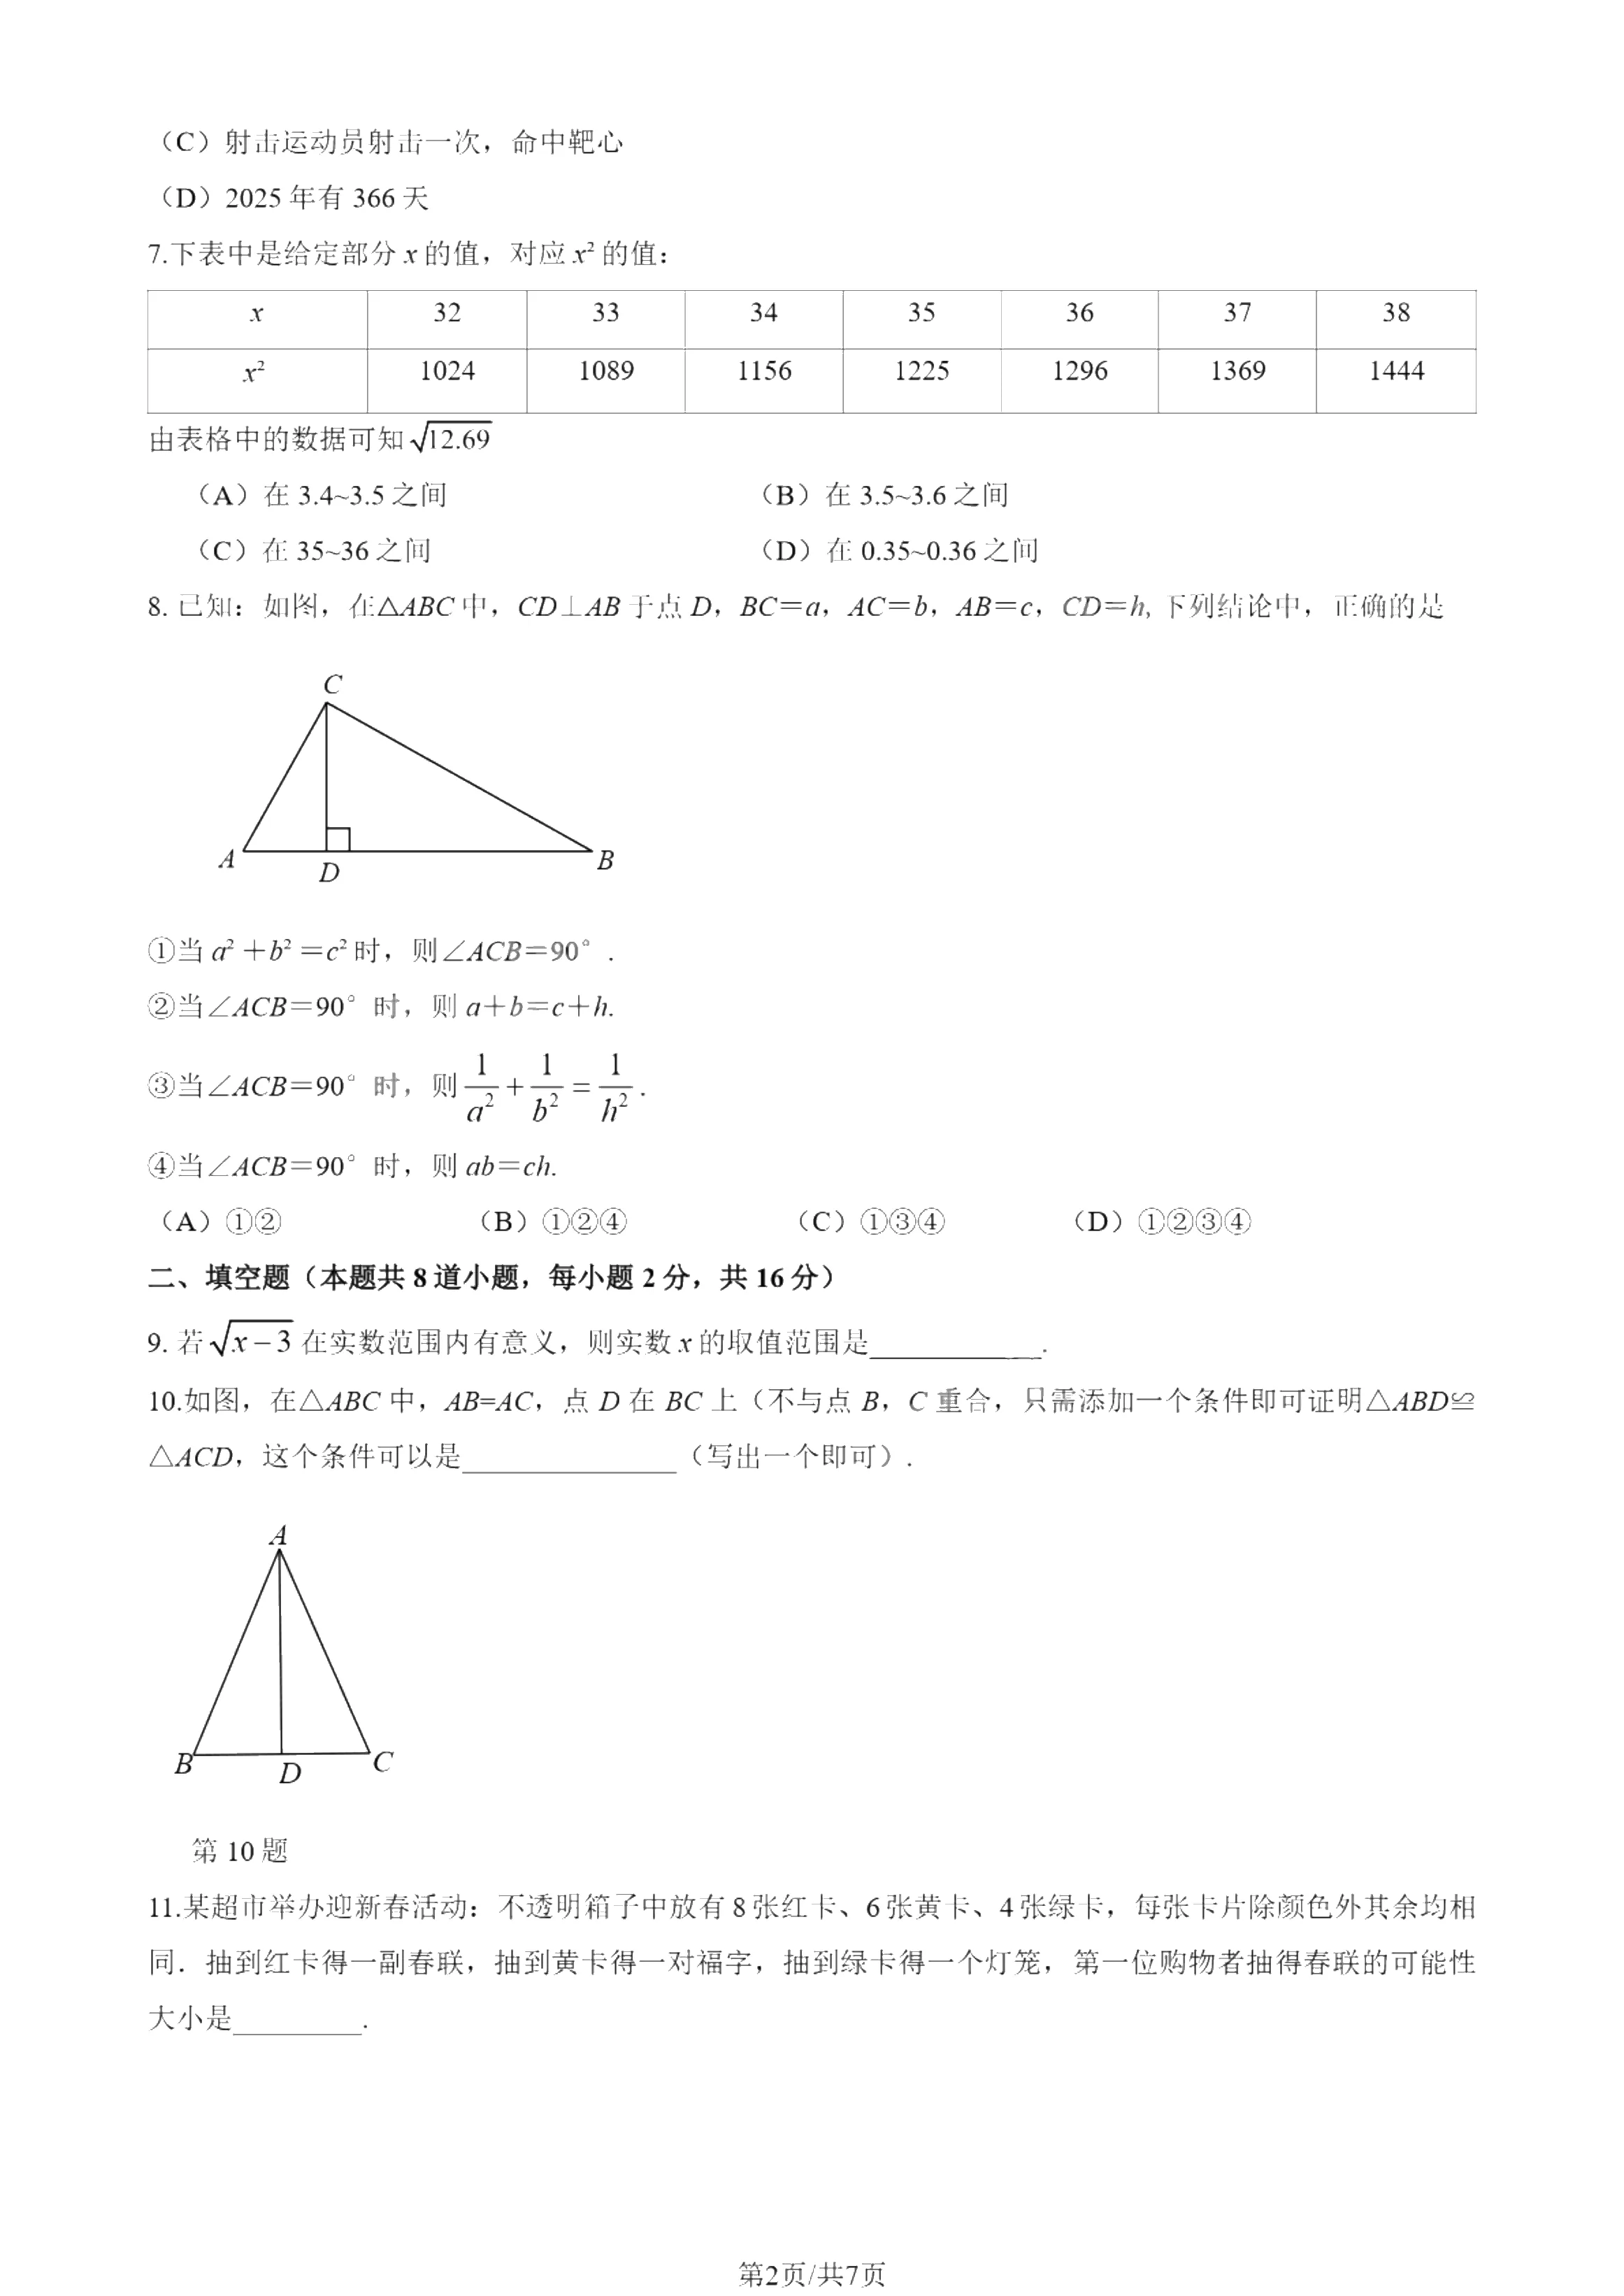 （C）射击运动员射击一次，命中靶心
（D）2025 年有 366 天
7.下表中是给定部分 x 的值，对应 x² 的值：
x 32 33 34 35 36 37 38
x² 1024 1089 1156 1225 1296 1369 1444
由表格中的数据可知 √12.69
（A）在 3.4~3.5 之间 （B）在 3.5~3.6 之间
（C）在 35~36 之间 （D）在 0.35~0.36 之间
8. 已知：如图，在△ABC 中，CD⊥AB 于点 D，BC＝a，AC＝b，AB＝c，CD＝h, 下列结论中，正确的是
C
A
D
B
①当 a² ＋b² ＝c² 时，则∠ACB＝90° .
②当∠ACB＝90° 时，则 a＋b＝c＋h.
③当∠ACB＝90° 时，则 1/a² + 1/b² = 1/h² .
④当∠ACB＝90° 时，则 ab＝ch.
（A）①② （B）①②④ （C）①③④ （D）①②③④
二、填空题（本题共 8 道小题，每小题 2 分，共 16 分）
9. 若 √x−3 在实数范围内有意义，则实数 x 的取值范围是____________.
10.如图，在△ABC 中，AB=AC，点 D 在 BC 上（不与点 B，C 重合，只需添加一个条件即可证明△ABD≌
△ACD，这个条件可以是_______________（写出一个即可）.
A
B
D
C
第 10 题
11.某超市举办迎新春活动：不透明箱子中放有 8 张红卡、6 张黄卡、4 张绿卡，每张卡片除颜色外其余均相
同．抽到红卡得一副春联，抽到黄卡得一对福字，抽到绿卡得一个灯笼，第一位购物者抽得春联的可能性
大小是_________.
第2页/共7页